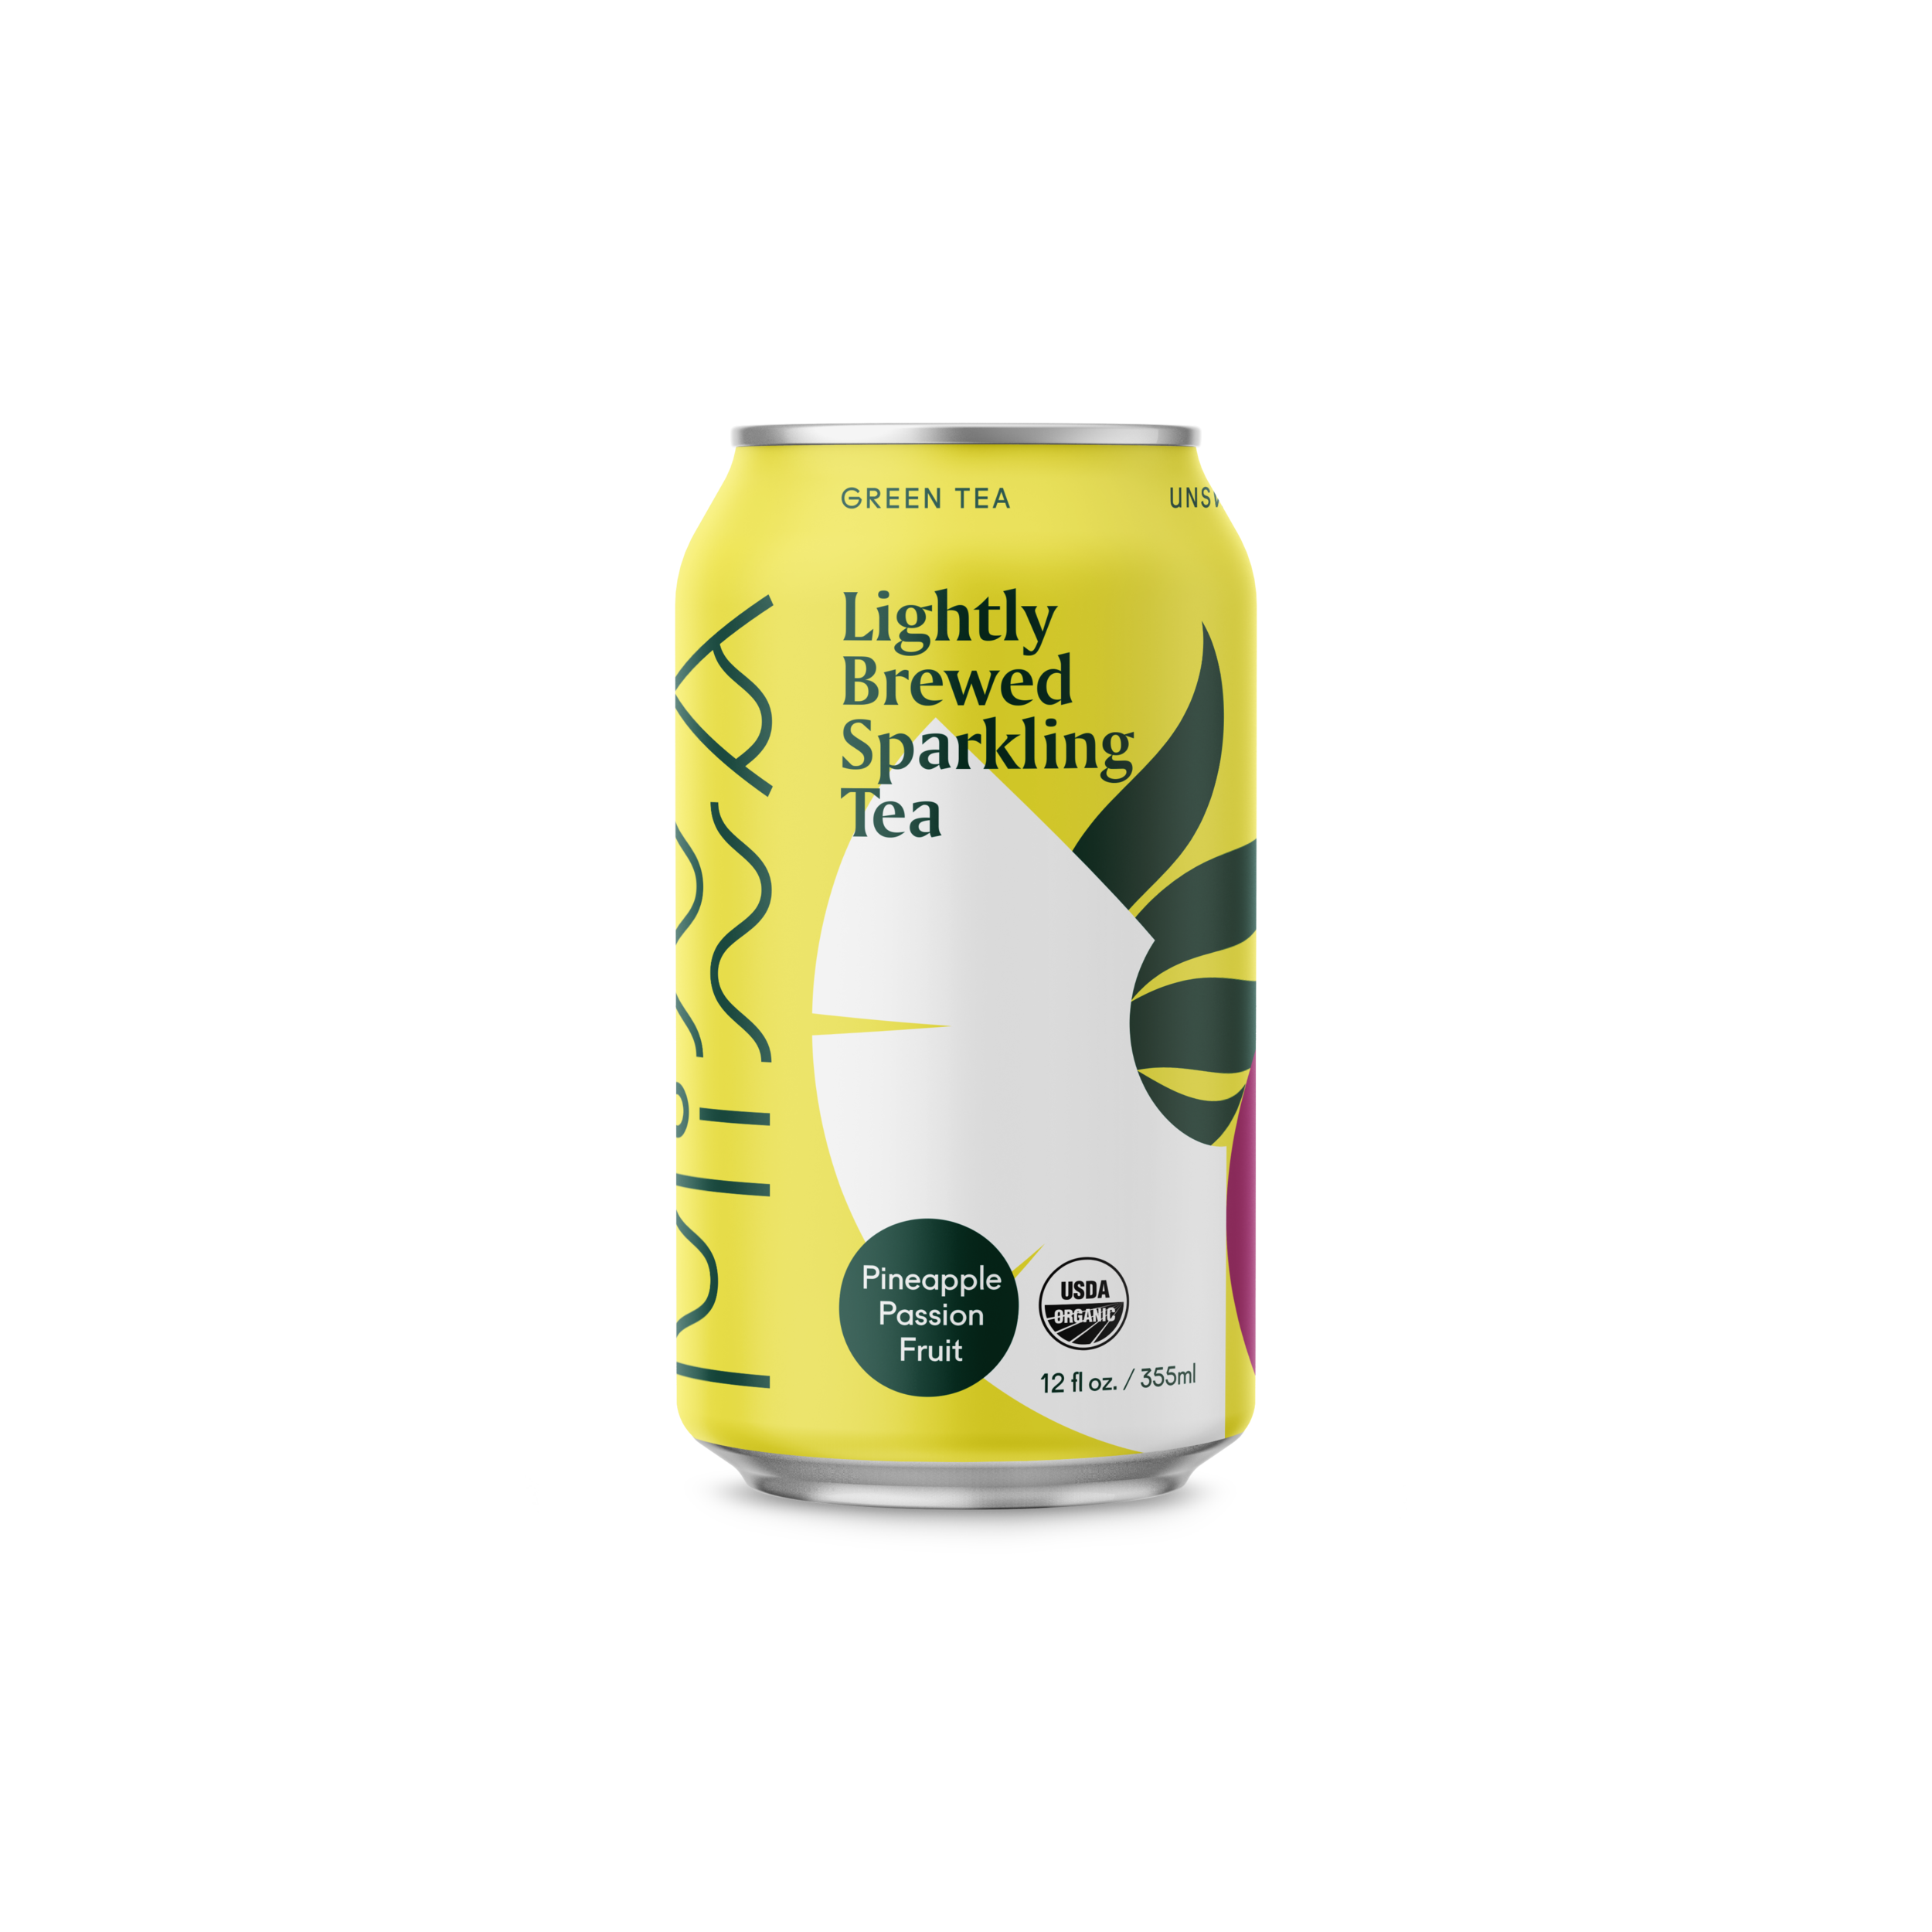 GREEN TEA
Lightly
Brewed
Sparkling
Tea
Pineapple
Passion
Fruit
USDA
ORGANIC
12 fl oz. / 355ml